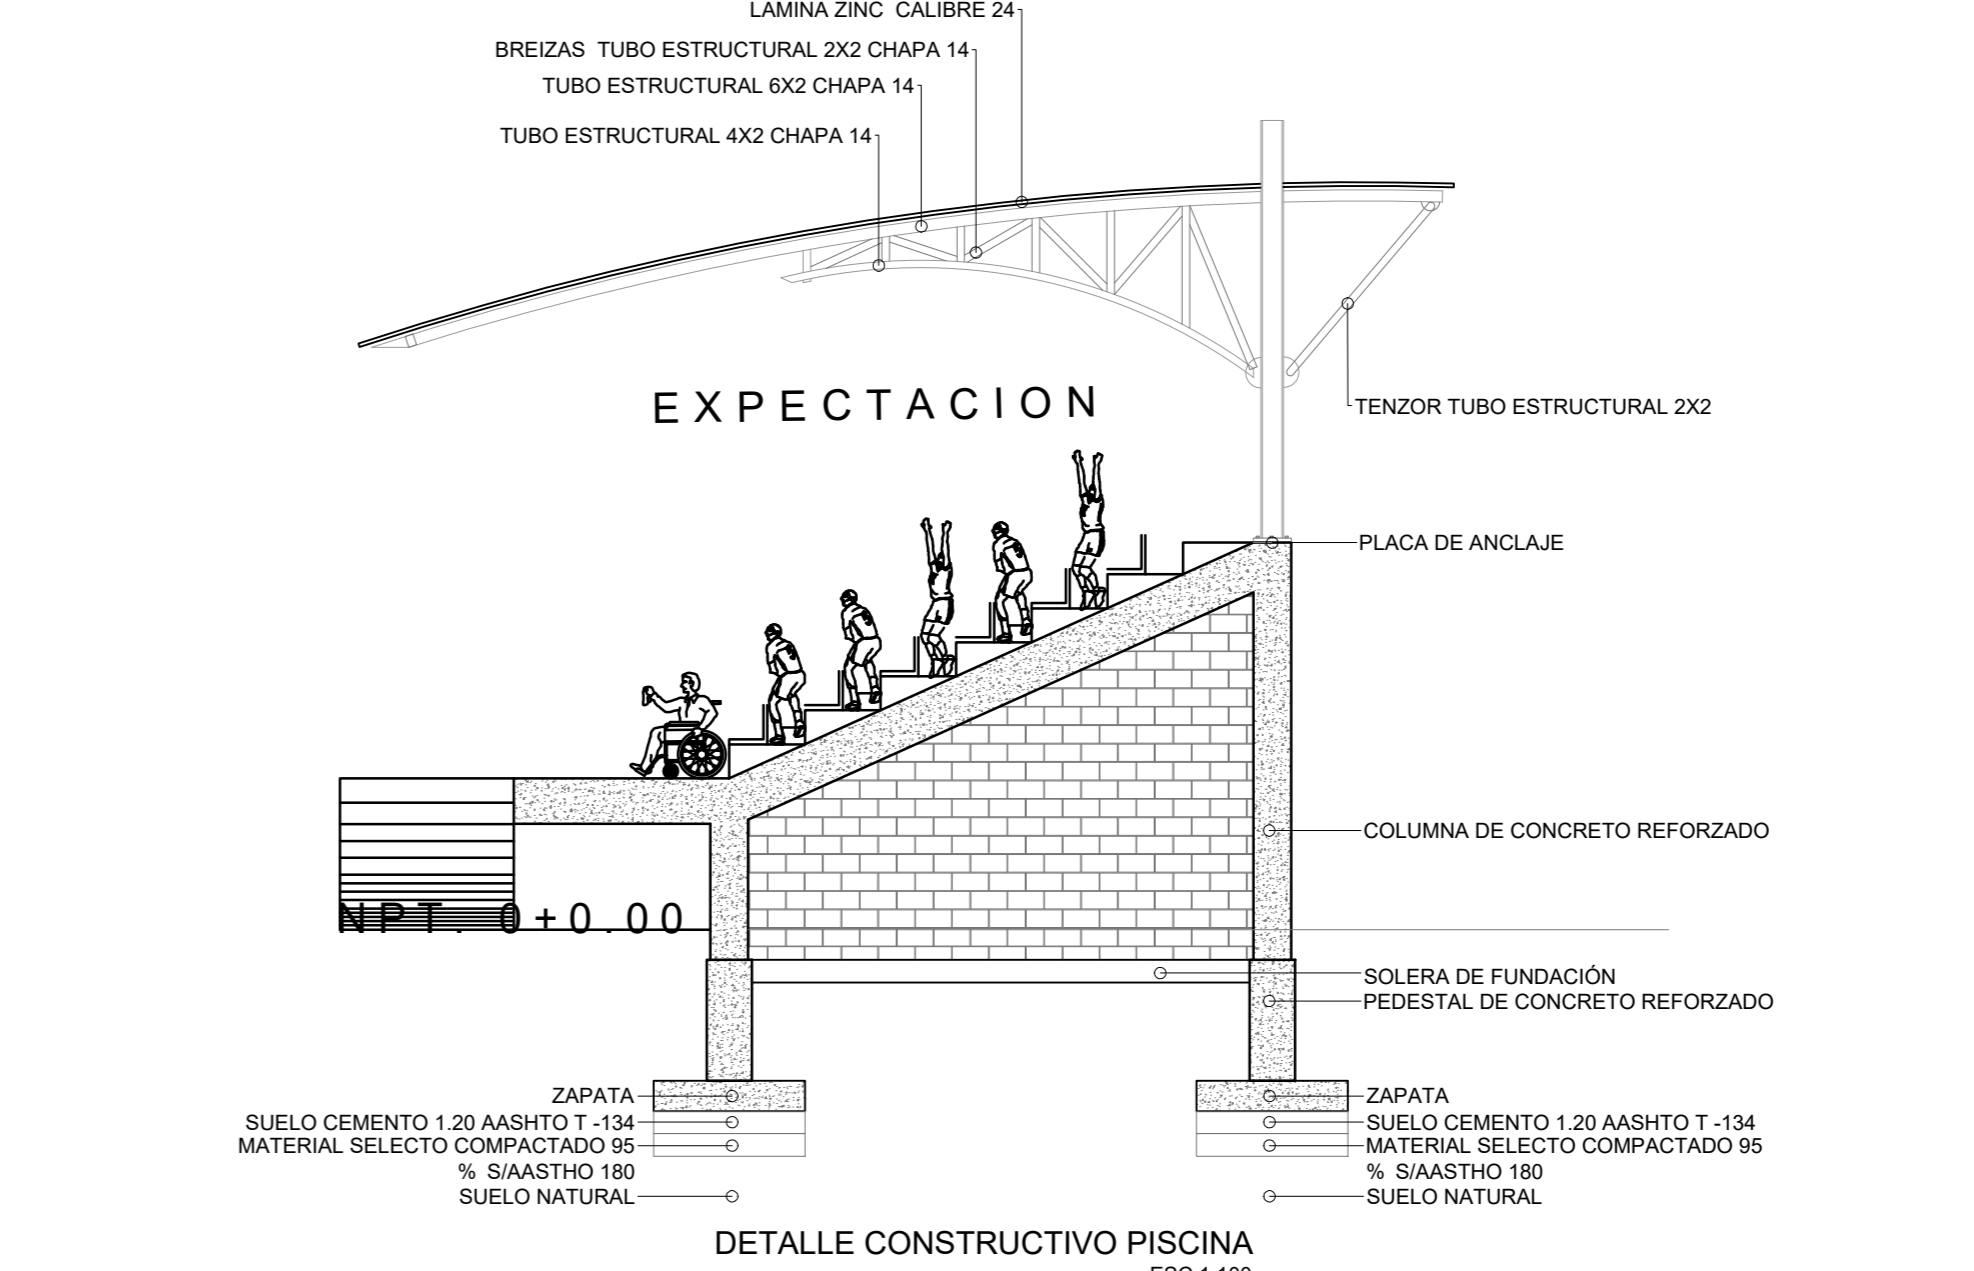 LAMINA ZINC CALIBRE 24
BREIZAS TUBO ESTRUCTURAL 2X2 CHAPA 14
TUBO ESTRUCTURAL 6X2 CHAPA 14
TUBO ESTRUCTURAL 4X2 CHAPA 14
EXPECTACION
TENZOR TUBO ESTRUCTURAL 2X2
PLACA DE ANCLAJE
COLUMNA DE CONCRETO REFORZADO
NPT. 0+0.00
SOLERA DE FUNDACIÓN
PEDESTAL DE CONCRETO REFORZADO
ZAPATA
SUELO CEMENTO 1.20 AASHTO T -134
MATERIAL SELECTO COMPACTADO 95
% S/AASTHO 180
SUELO NATURAL
ZAPATA
SUELO CEMENTO 1.20 AASHTO T -134
MATERIAL SELECTO COMPACTADO 95
% S/AASTHO 180
SUELO NATURAL
DETALLE CONSTRUCTIVO PISCINA